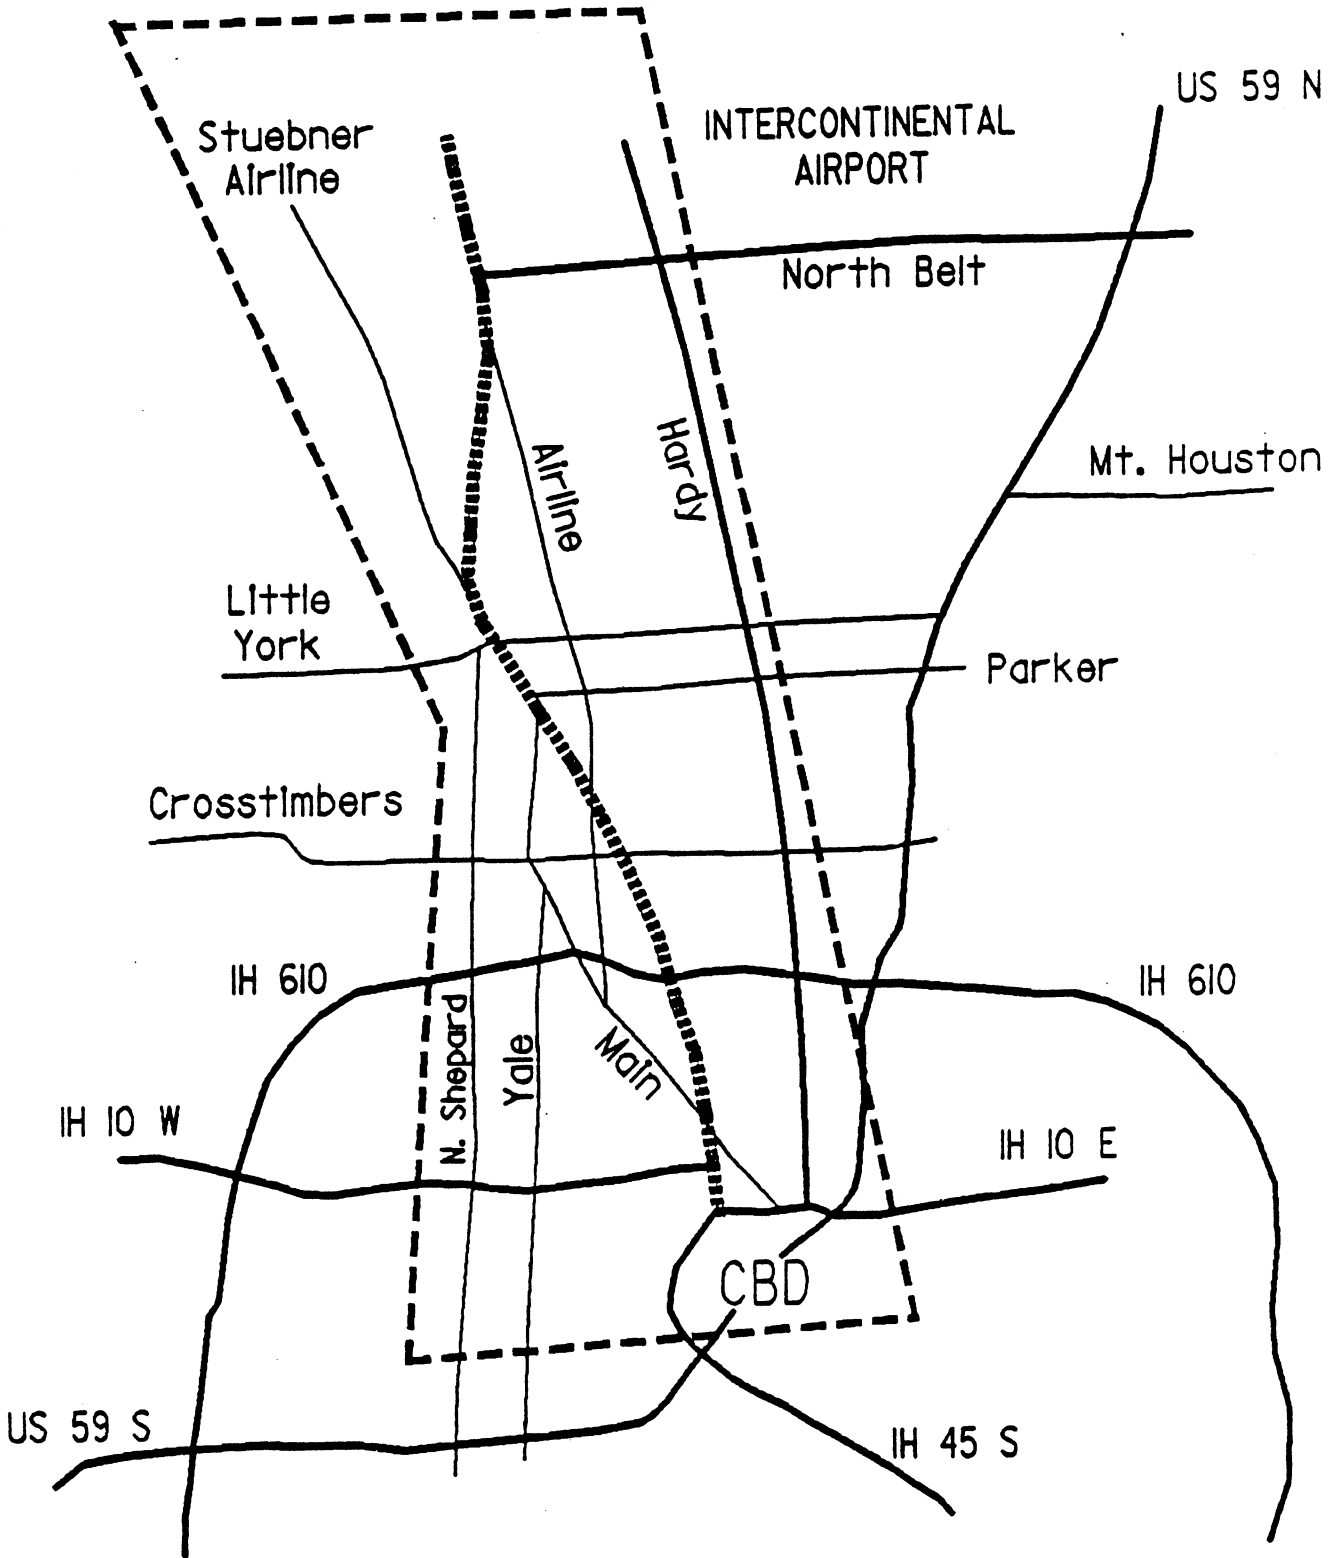 US 59 N
INTERCONTINENTAL
AIRPORT
Stuebner
Airline
North Belt
Airline
Hardy
Mt. Houston
Little
York
Parker
Crosstimbers
IH 610
IH 610
N. Shepard
Yale
Main
IH 10 W
IH 10 E
CBD
US 59 S
IH 45 S